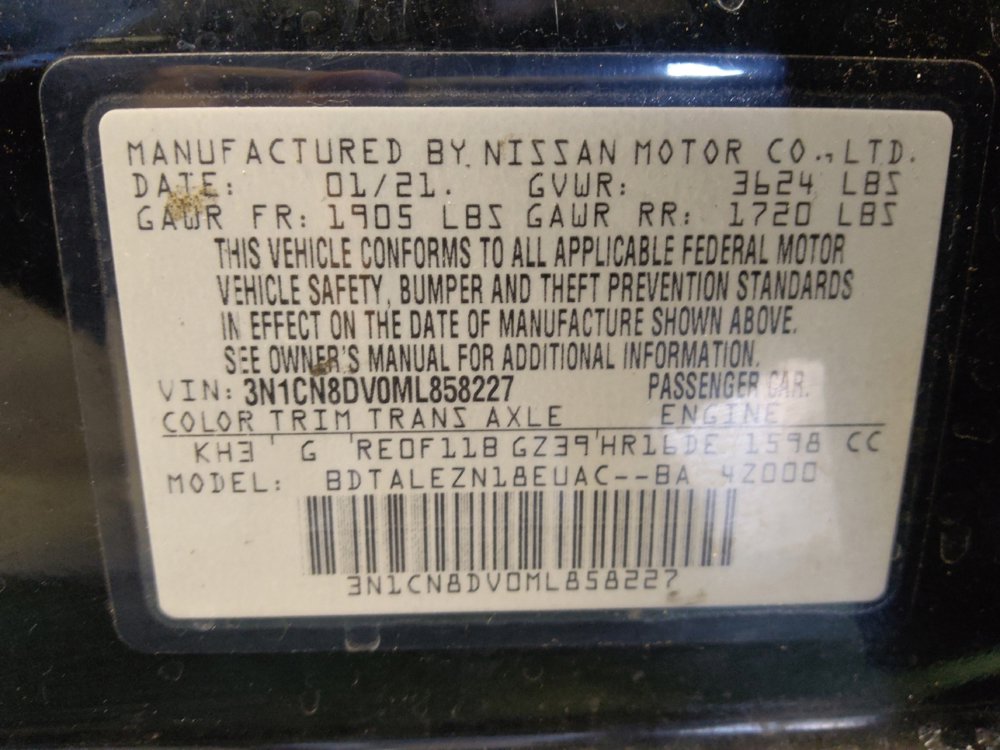 MANUFACTURED BY NISSAN MOTOR CO., LTD.
DATE: 01/21. GVWR: 3624 LBS
GAWR FR: 1905 LBS GAWR RR: 1720 LBS
THIS VEHICLE CONFORMS TO ALL APPLICABLE FEDERAL MOTOR
VEHICLE SAFETY, BUMPER AND THEFT PREVENTION STANDARDS
IN EFFECT ON THE DATE OF MANUFACTURE SHOWN ABOVE.
SEE OWNER'S MANUAL FOR ADDITIONAL INFORMATION.
VIN: 3N1CN8DV0ML858227 PASSENGER CAR.
COLOR TRIM TRANS AXLE ENGINE
KH3 ' G ' RE0F11B GZ39 ' HR16DE 1598 CC
MODEL: BDTALEZN18EUAC--BA 42000
3N1CN8DV0ML858227